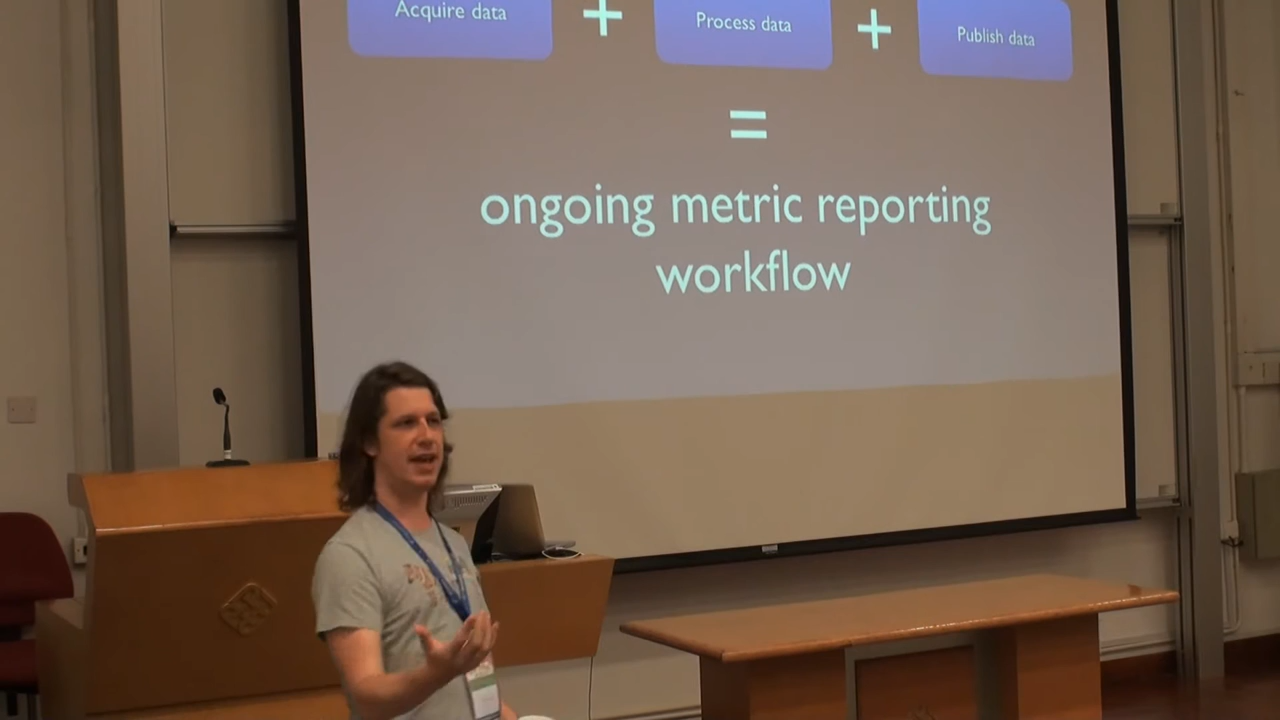 Acquire data + Process data + Publish data
=
ongoing metric reporting
workflow